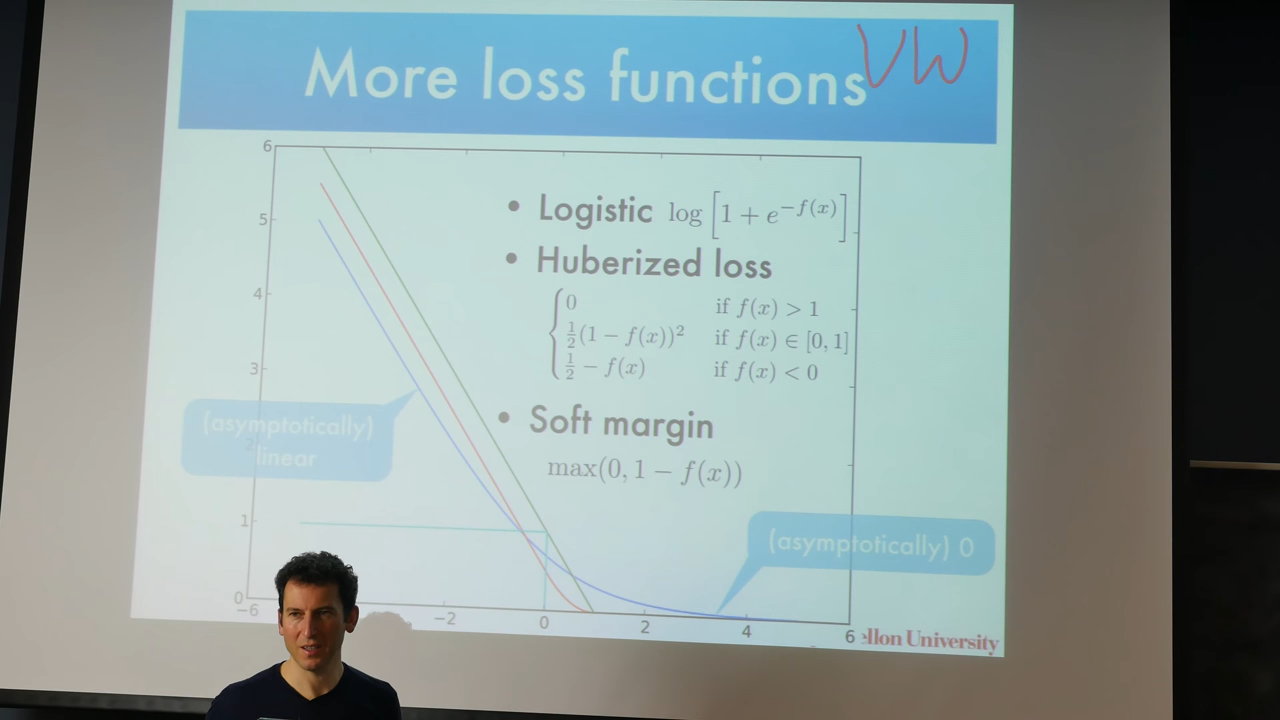 More loss functions VW
6
5
4
3
2
1
0
−6
−2
0
2
4
6
• Logistic log [1 + e^{−f(x)}]
• Huberized loss
{ 0 if f(x) > 1
½(1 − f(x))² if f(x) ∈ [0, 1]
½ − f(x) if f(x) < 0
• Soft margin
max(0, 1 − f(x))
(asymptotically)
linear
(asymptotically) 0
University